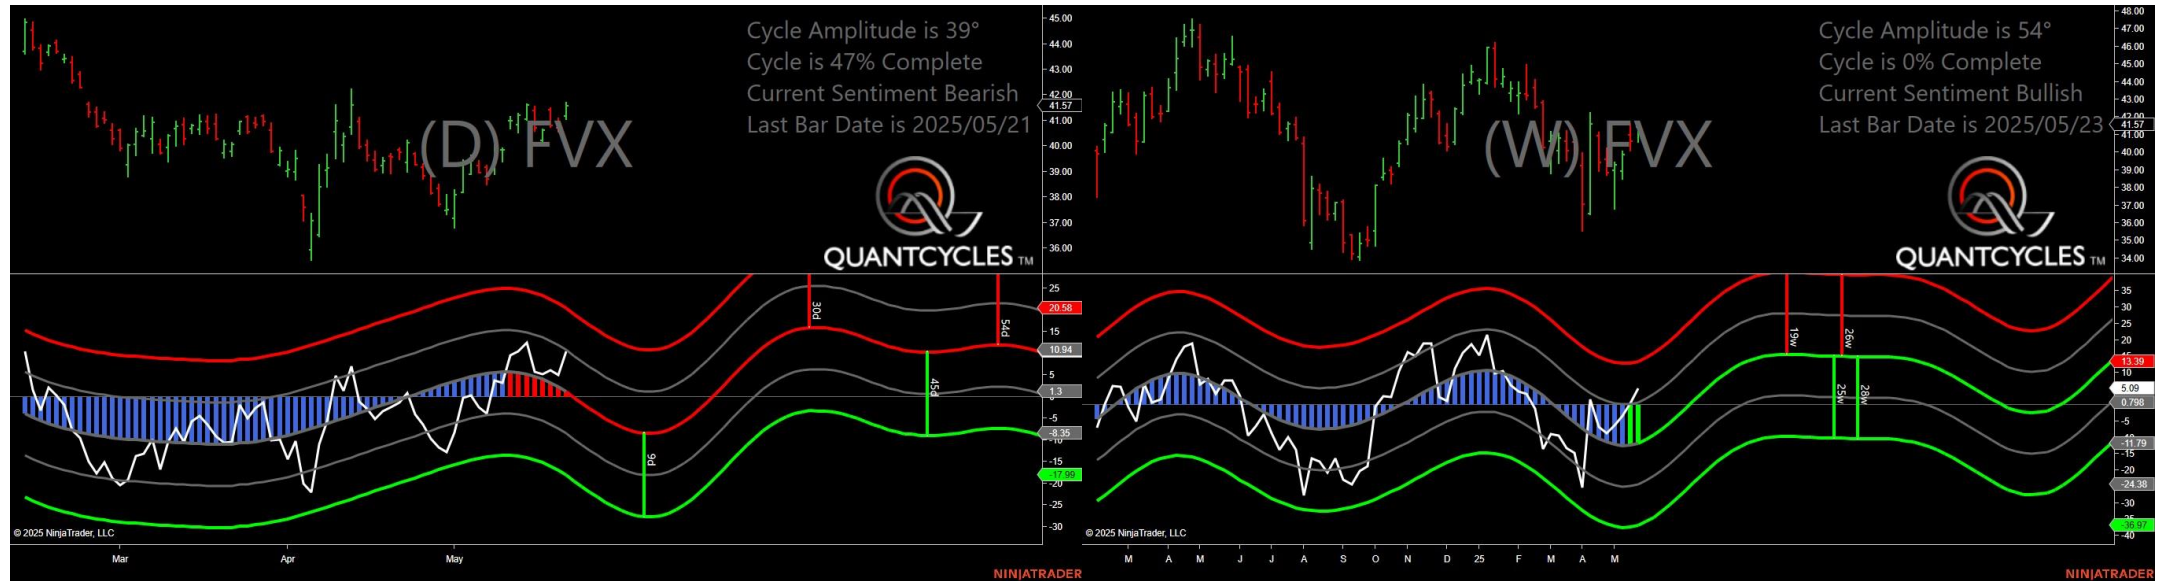 Cycle Amplitude is 39°
Cycle is 47% Complete
Current Sentiment Bearish
Last Bar Date is 2025/05/21
(D) FVX
QUANTCYCLES TM
45.00
44.00
43.00
42.00
41.57
41.00
40.00
39.00
38.00
37.00
36.00
25
20.58
15
10.94
5
1.3
-5
-8.35
-10
-15
-17.99
-20
-25
-30
30d
54d
45d
9d
© 2025 NinjaTrader, LLC
Mar
Apr
May
NINJATRADER
Cycle Amplitude is 54°
Cycle is 0% Complete
Current Sentiment Bullish
Last Bar Date is 2025/05/23
(W) FVX
QUANTCYCLES TM
48.00
47.00
46.00
45.00
44.00
43.00
42.00
41.57
41.00
40.00
39.00
38.00
37.00
36.00
35.00
34.00
35
30
25
20
13.39
10
5.09
0.798
-5
-11.79
-15
-20
-24.38
-30
-36.97
-40
19w
26w
25w
28w
© 2025 NinjaTrader, LLC
M
A
M
J
J
A
S
O
N
D
25
F
M
A
M
NINJATRADER